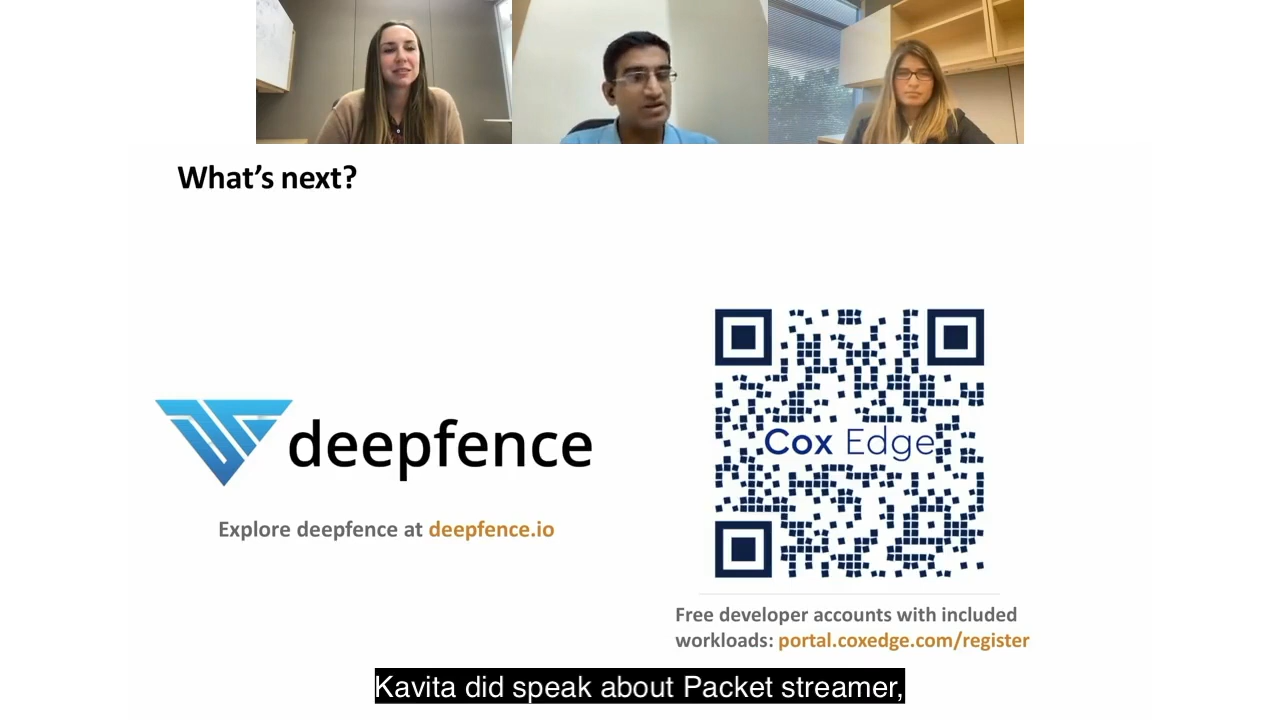 What's next?
deepfence
Explore deepfence at deepfence.io
Cox Edge
Free developer accounts with included
workloads: portal.coxedge.com/register
Kavita did speak about Packet streamer,